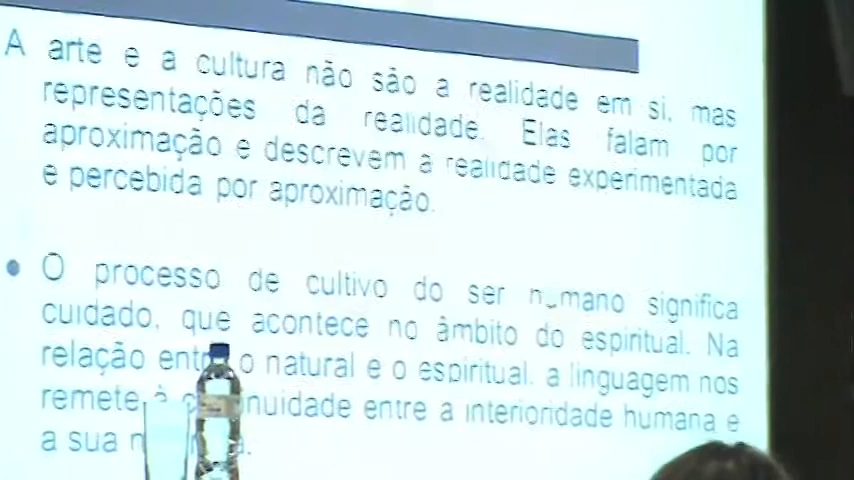 A arte e a cultura não são a realidade em si, mas
representações da realidade. Elas falam por
aproximação e descrevem a realidade experimentada
e percebida por aproximação.
• O processo de cultivo do ser humano significa
cuidado, que acontece no âmbito do espiritual. Na
relação entre o natural e o espiritual, a linguagem nos
remete à entre a interioridade humana e
a sua